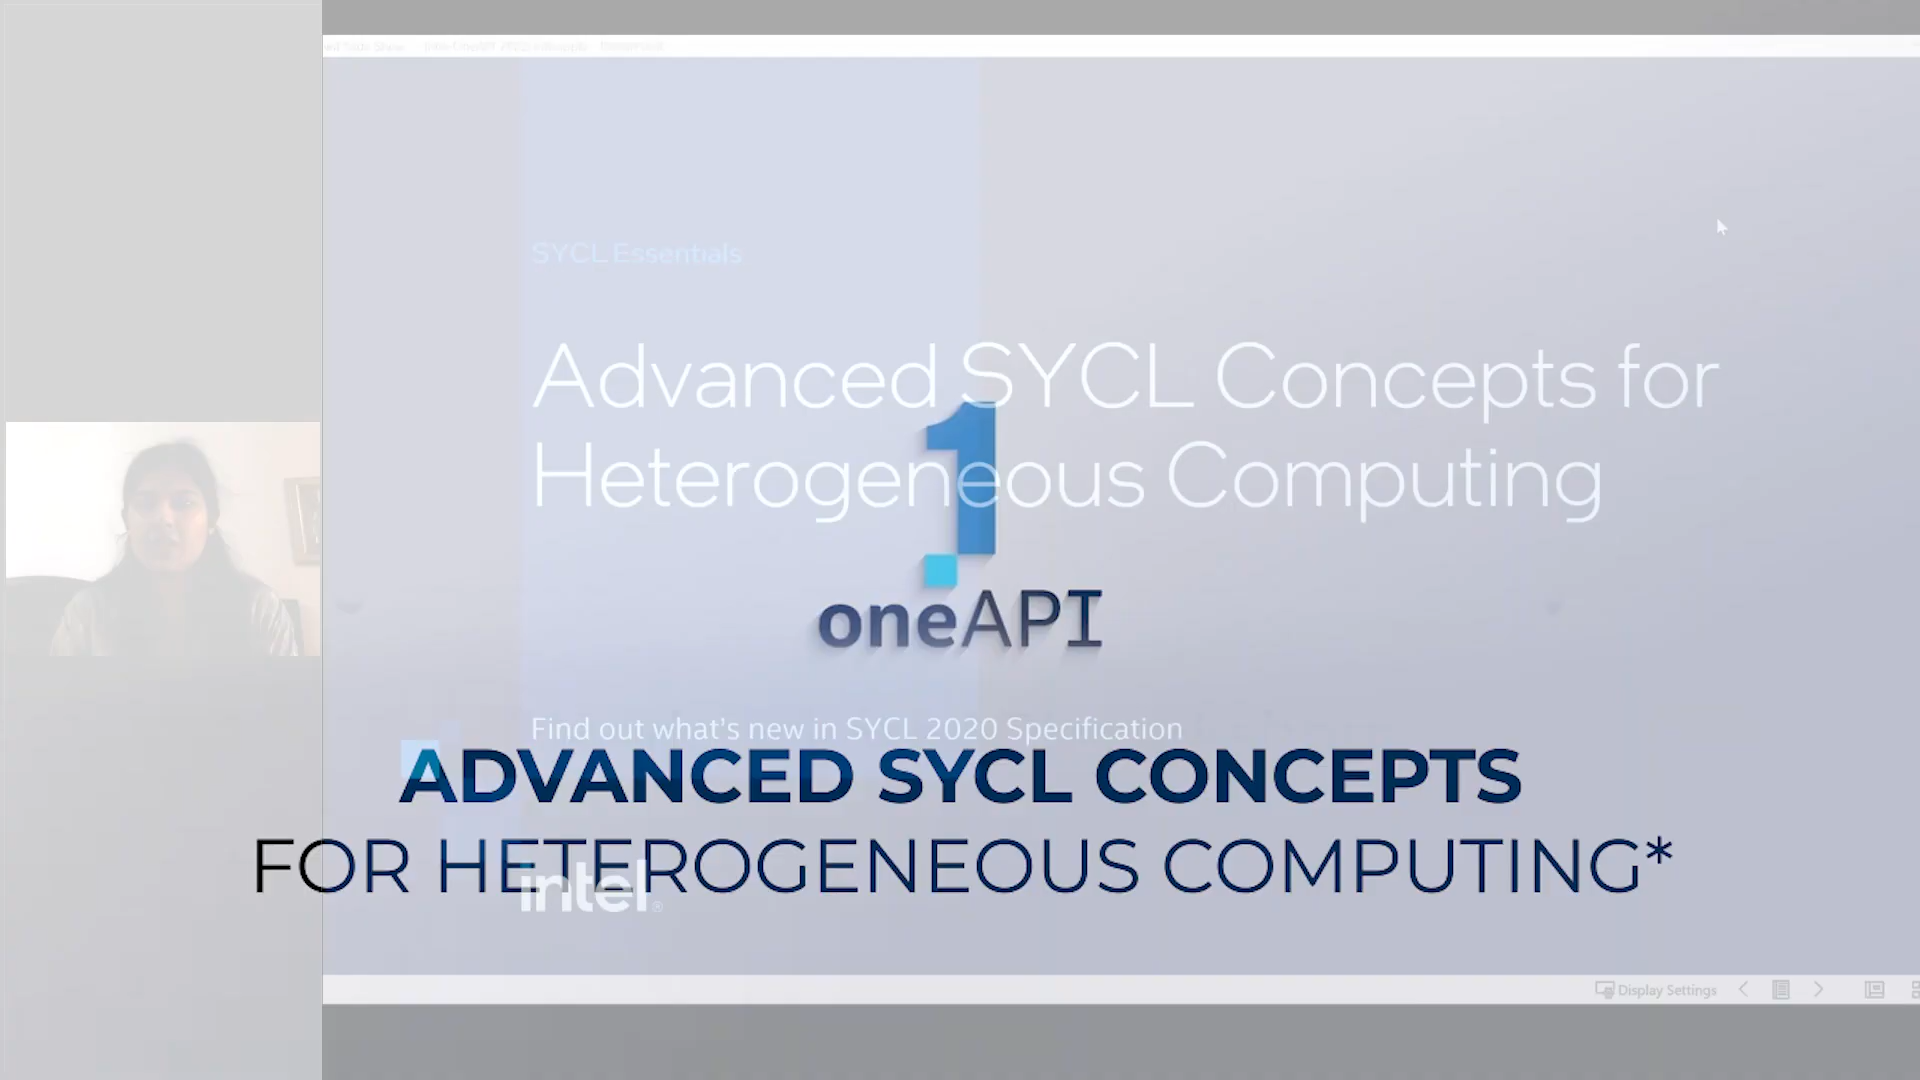 SYCL Essentials
Advanced SYCL Concepts for
Heterogeneous Computing
1
oneAPI
Find out what's new in SYCL 2020 Specification
ADVANCED SYCL CONCEPTS
FOR HETEROGENEOUS COMPUTING*
intel®
Display Settings